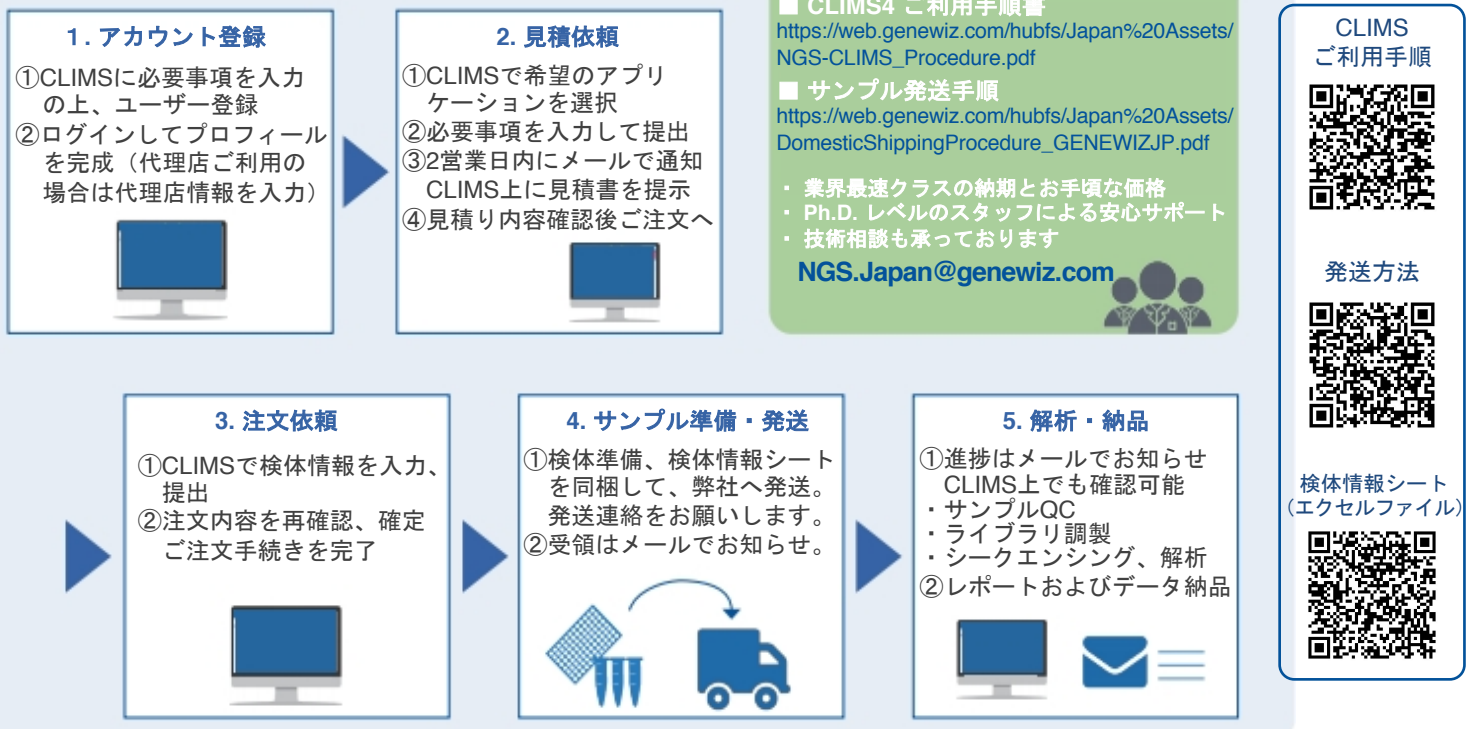 1. アカウント登録
①CLIMSに必要事項を入力
の上、ユーザー登録
②ログインしてプロフィール
を完成（代理店ご利用の
場合は代理店情報を入力）
2. 見積依頼
①CLIMSで希望のアプリ
ケーションを選択
②必要事項を入力して提出
③2営業日内にメールで通知
CLIMS上に見積書を提示
④見積り内容確認後ご注文へ
■ CLIMS4 ご利用手順書
https://web.genewiz.com/hubfs/Japan%20Assets/
NGS-CLIMS_Procedure.pdf
■ サンプル発送手順
https://web.genewiz.com/hubfs/Japan%20Assets/
DomesticShippingProcedure_GENEWIZJP.pdf
・ 業界最速クラスの納期とお手頃な価格
・ Ph.D. レベルのスタッフによる安心サポート
・ 技術相談も承っております
NGS.Japan@genewiz.com
3. 注文依頼
①CLIMSで検体情報を入力、
提出
②注文内容を再確認、確定
ご注文手続きを完了
4. サンプル準備・発送
①検体準備、検体情報シート
を同梱して、弊社へ発送。
発送連絡をお願いします。
②受領はメールでお知らせ。
5. 解析・納品
①進捗はメールでお知らせ
CLIMS上でも確認可能
・サンプルQC
・ライブラリ調製
・シークエンシング、解析
②レポートおよびデータ納品
CLIMS
ご利用手順
発送方法
検体情報シート
（エクセルファイル）